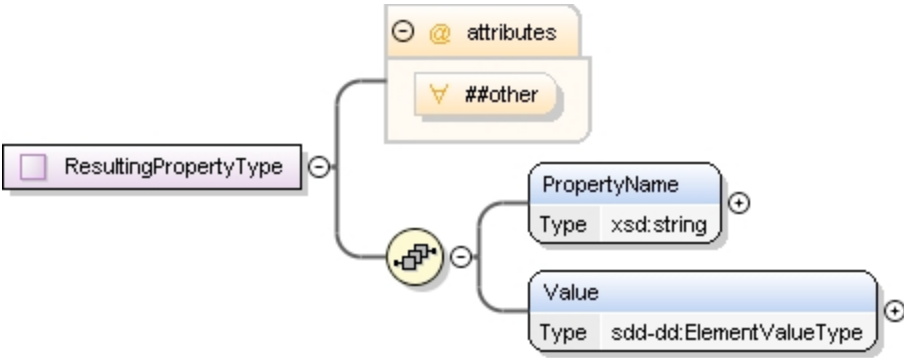 @ attributes
∀ ##other
ResultingPropertyType
PropertyName
Type xsd:string
Value
Type sdd-dd:ElementValueType